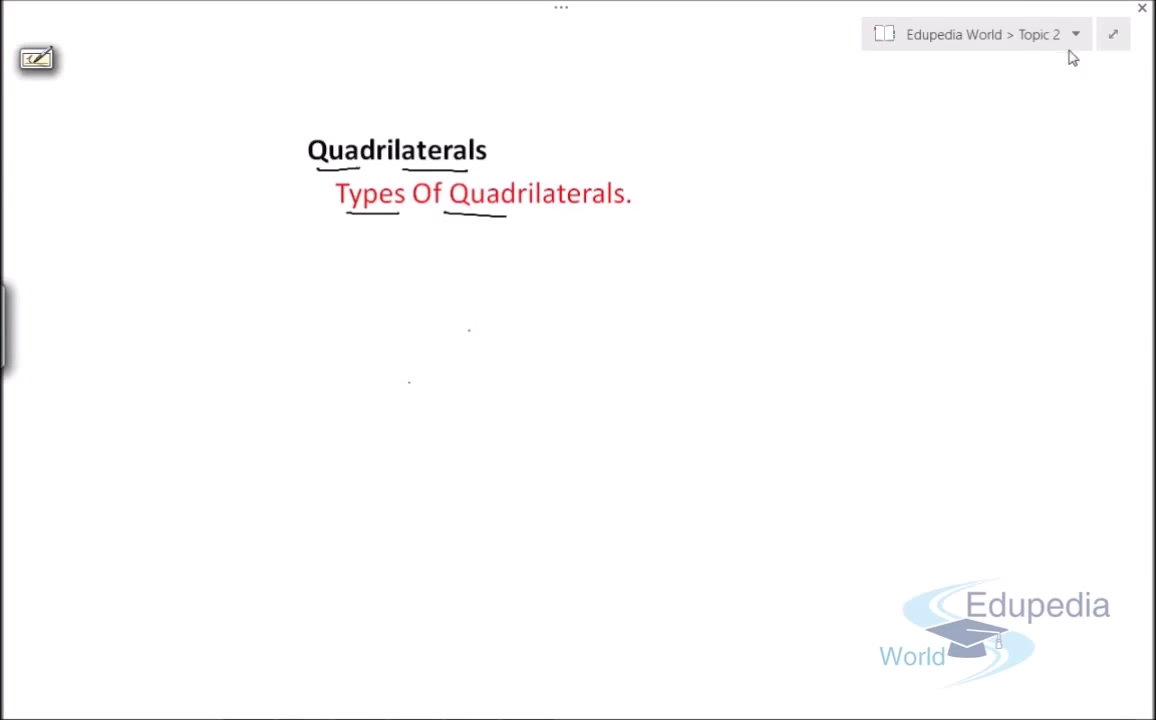 Edupedia World > Topic 2
Quadrilaterals
Types Of Quadrilaterals.
Edupedia
World